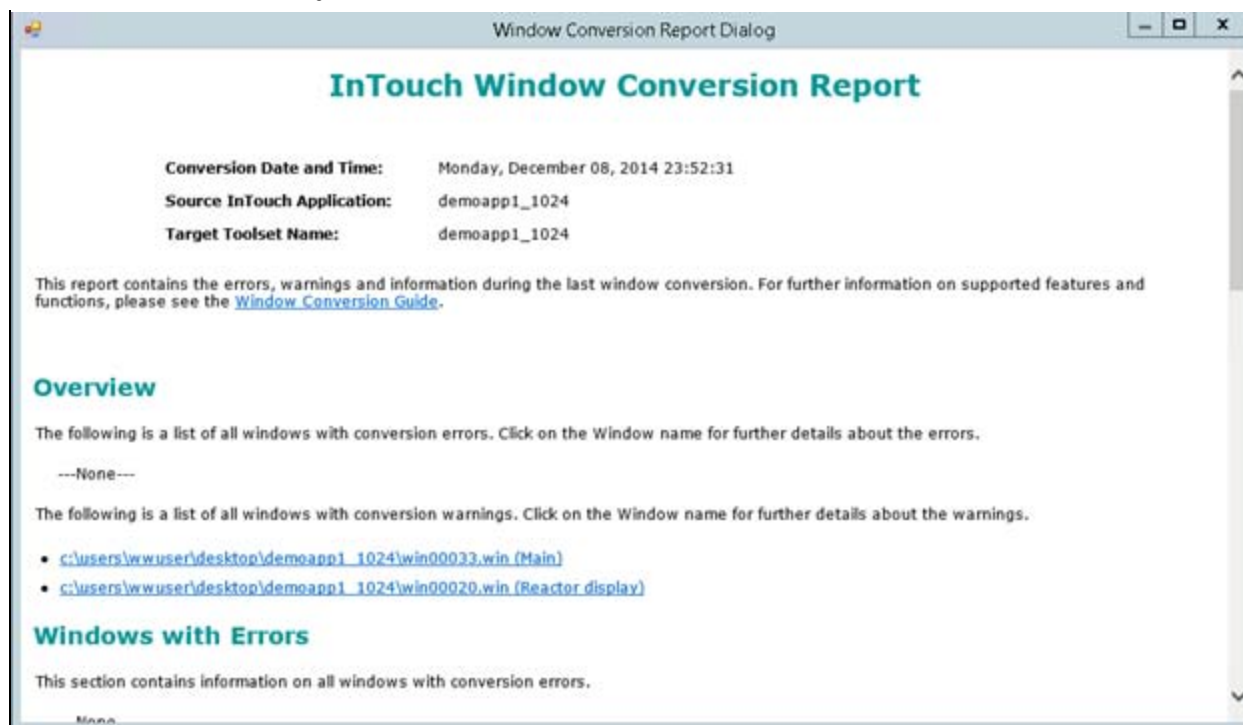 Window Conversion Report Dialog
InTouch Window Conversion Report
Conversion Date and Time: Monday, December 08, 2014 23:52:31
Source InTouch Application: demoapp1_1024
Target Toolset Name: demoapp1_1024
This report contains the errors, warnings and information during the last window conversion. For further information on supported features and
functions, please see the Window Conversion Guide.
Overview
The following is a list of all windows with conversion errors. Click on the Window name for further details about the errors.
---None---
The following is a list of all windows with conversion warnings. Click on the Window name for further details about the warnings.
• c:\users\wwuser\desktop\demoapp1_1024\win00033.win (Main)
• c:\users\wwuser\desktop\demoapp1_1024\win00020.win (Reactor display)
Windows with Errors
This section contains information on all windows with conversion errors.
None